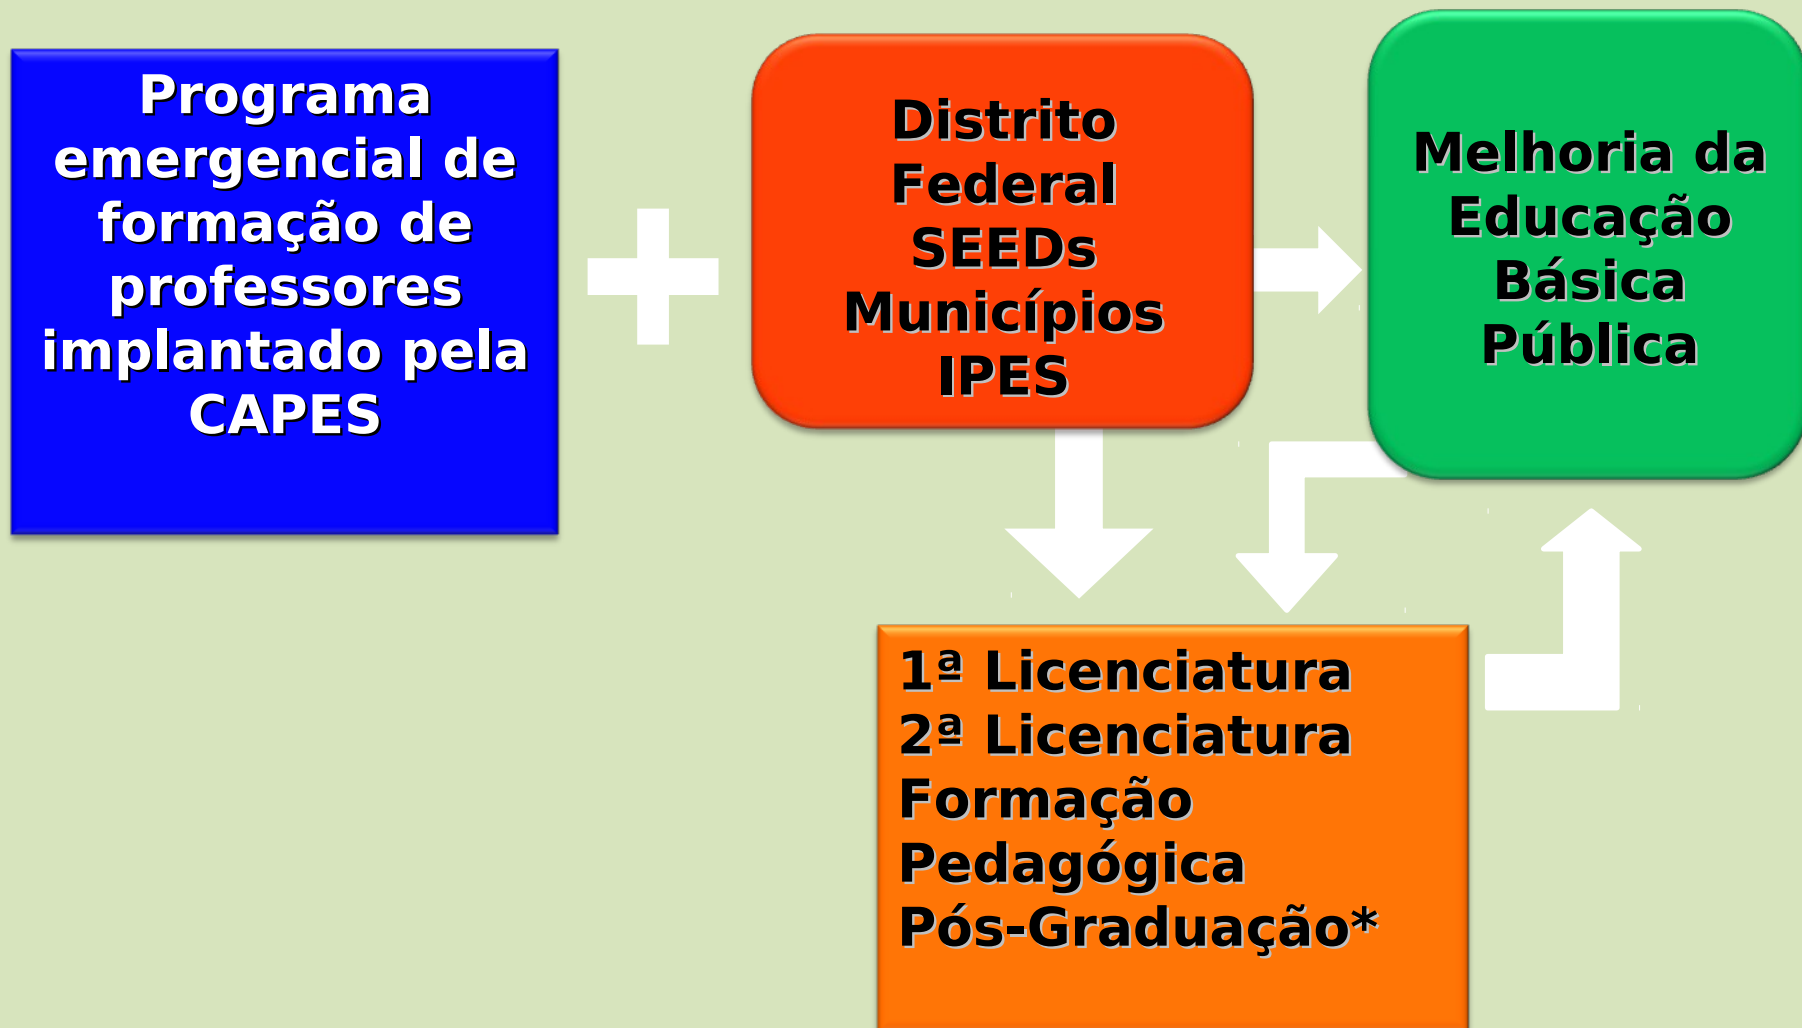 Programa
emergencial de
formação de
professores
implantado pela
CAPES
Distrito
Federal
SEEDs
Municípios
IPES
Melhoria da
Educação
Básica
Pública
1ª Licenciatura
2ª Licenciatura
Formação
Pedagógica
Pós-Graduação*